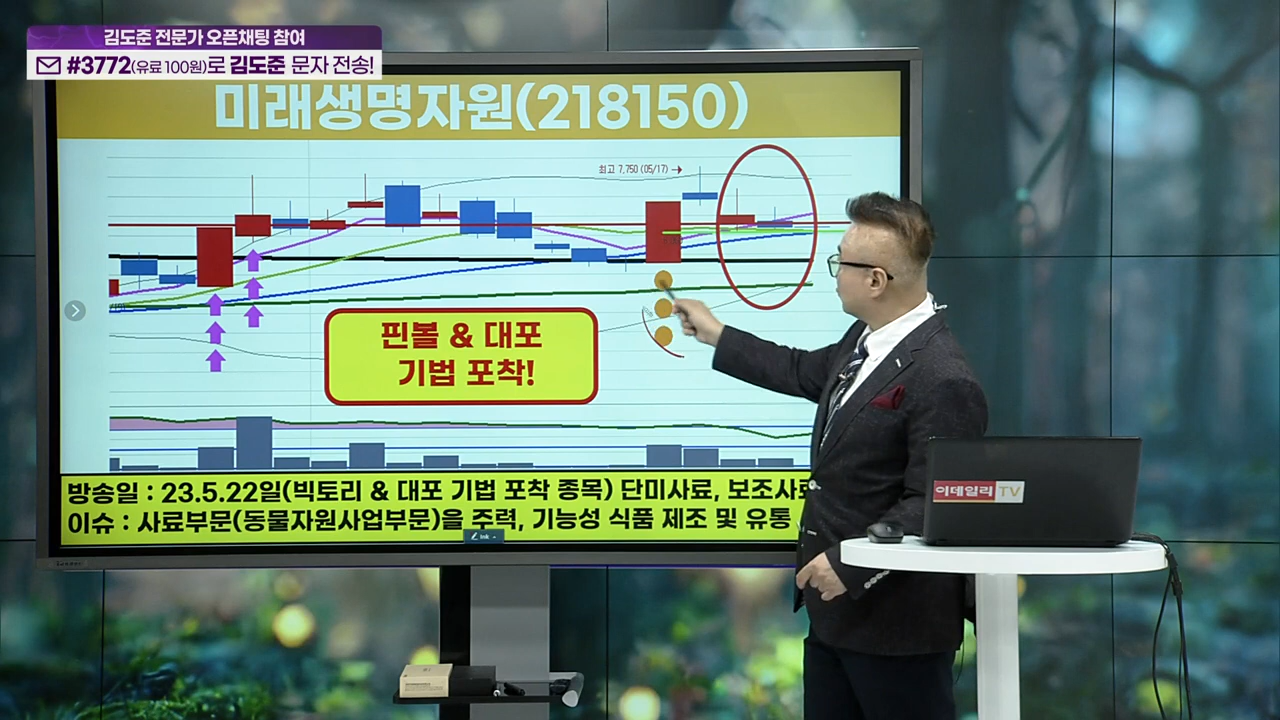 김도준 전문가 오픈채팅 참여
#3772(유료 100원)로 김도준 문자 전송!
미래생명자원(218150)
최고 7,750 (05/17) →
핀볼 & 대포
기법 포착!
방송일 : 23.5.22일(빅토리 & 대포 기법 포착 종목) 단미사료, 보조사료
이슈 : 사료부문(동물자원사업부문)을 주력, 기능성 식품 제조 및 유통
Ink
이데일리 TV